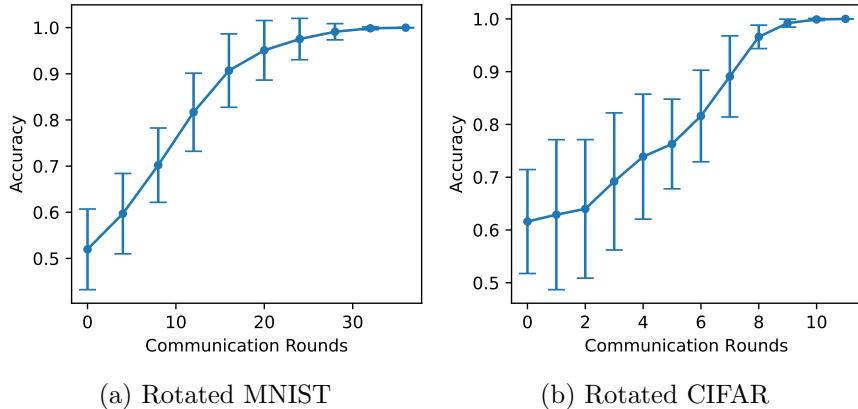 1.0
0.9
0.8
0.7
0.6
0.5
Accuracy
0 10 20 30
Communication Rounds
(a) Rotated MNIST
1.0
0.9
0.8
0.7
0.6
0.5
Accuracy
0 2 4 6 8 10
Communication Rounds
(b) Rotated CIFAR